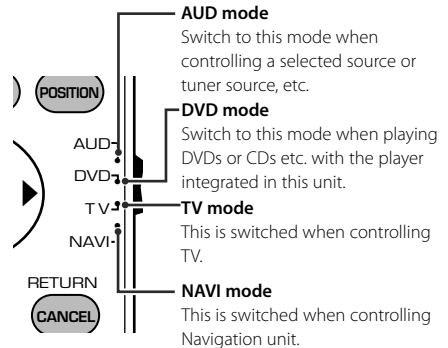 AUD mode
Switch to this mode when
controlling a selected source or
tuner source, etc.
DVD mode
Switch to this mode when playing
DVDs or CDs etc. with the player
integrated in this unit.
TV mode
This is switched when controlling
TV.
NAVI mode
This is switched when controlling
Navigation unit.
POSITION
AUD
DVD
TV
NAVI
RETURN
CANCEL